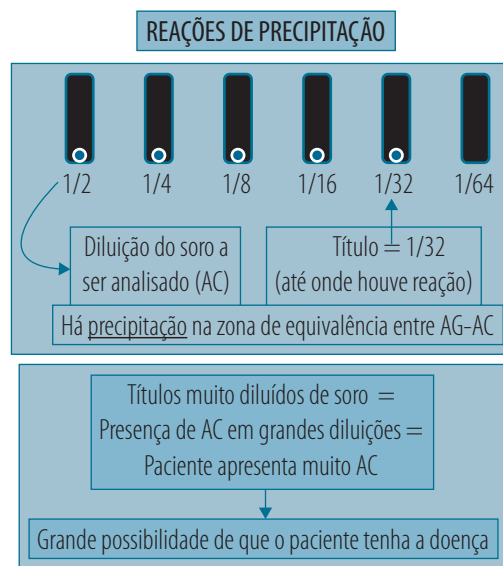 REAÇÕES DE PRECIPITAÇÃO
1/2 1/4 1/8 1/16 1/32 1/64
Diluição do soro a
ser analisado (AC)
Título = 1/32
(até onde houve reação)
Há precipitação na zona de equivalência entre AG-AC
Títulos muito diluídos de soro =
Presença de AC em grandes diluições =
Paciente apresenta muito AC
Grande possibilidade de que o paciente tenha a doença